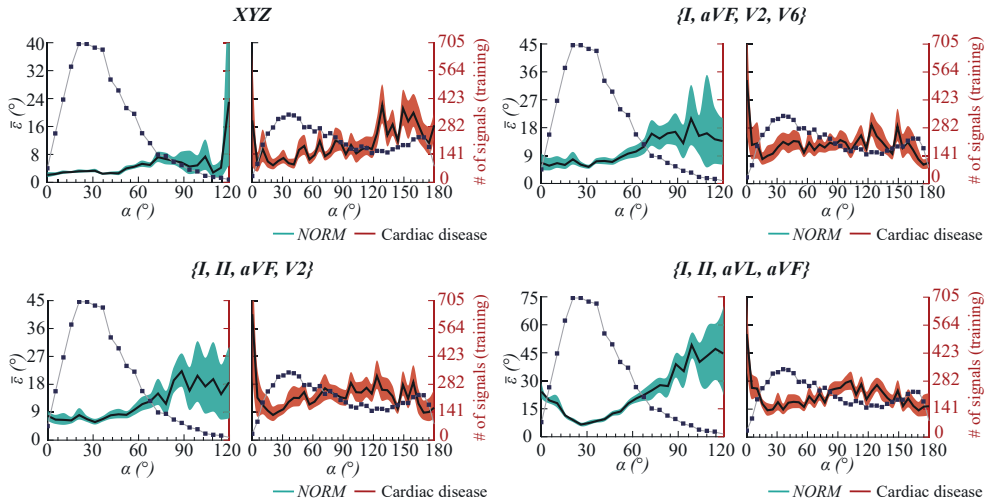 XYZ
{I, aVF, V2, V6}
40
32
24
16
8
0
ε̄ (°)
0 30 60 90 120
α (°)
0 30 60 90 120 150 180
α (°)
705
564
423
282
141
0
# of signals (training)
NORM Cardiac disease
45
36
27
18
9
0
ε̄ (°)
0 30 60 90 120
α (°)
0 30 60 90 120 150 180
α (°)
705
564
423
282
141
0
# of signals (training)
NORM Cardiac disease
{I, II, aVF, V2}
{I, II, aVL, aVF}
45
36
27
18
9
0
ε̄ (°)
0 30 60 90 120
α (°)
0 30 60 90 120 150 180
α (°)
705
564
423
282
141
0
# of signals (training)
NORM Cardiac disease
75
60
45
30
15
0
ε̄ (°)
0 30 60 90 120
α (°)
0 30 60 90 120 150 180
α (°)
705
564
423
282
141
0
# of signals (training)
NORM Cardiac disease